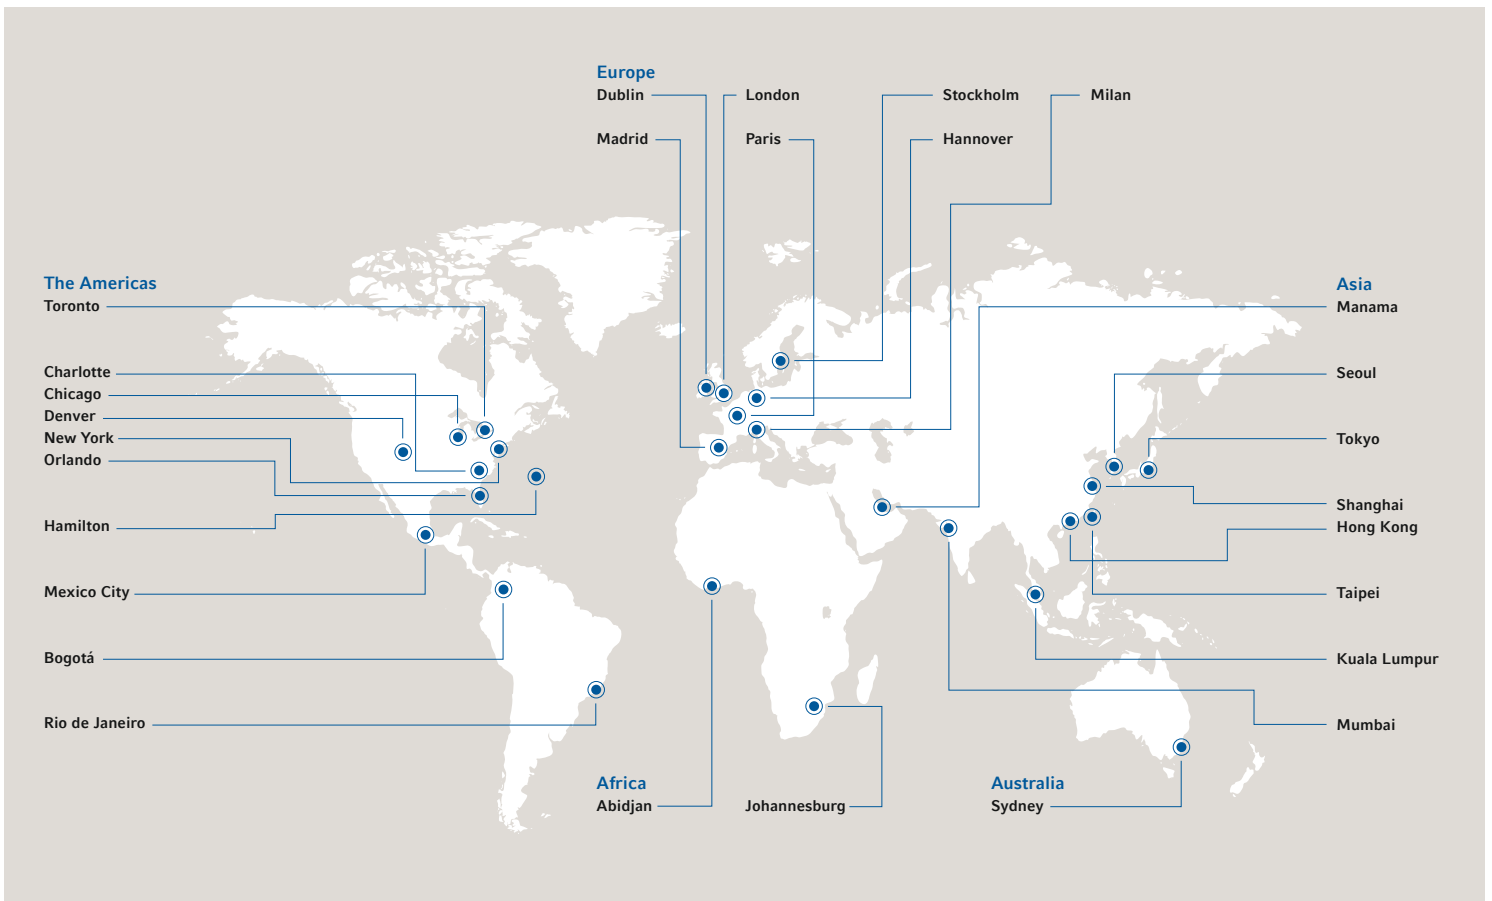 Europe
Dublin
London
Stockholm
Milan
Madrid
Paris
Hannover
The Americas
Toronto
Charlotte
Chicago
Denver
New York
Orlando
Hamilton
Mexico City
Bogotá
Rio de Janeiro
Asia
Manama
Seoul
Tokyo
Shanghai
Hong Kong
Taipei
Kuala Lumpur
Mumbai
Africa
Abidjan
Johannesburg
Australia
Sydney